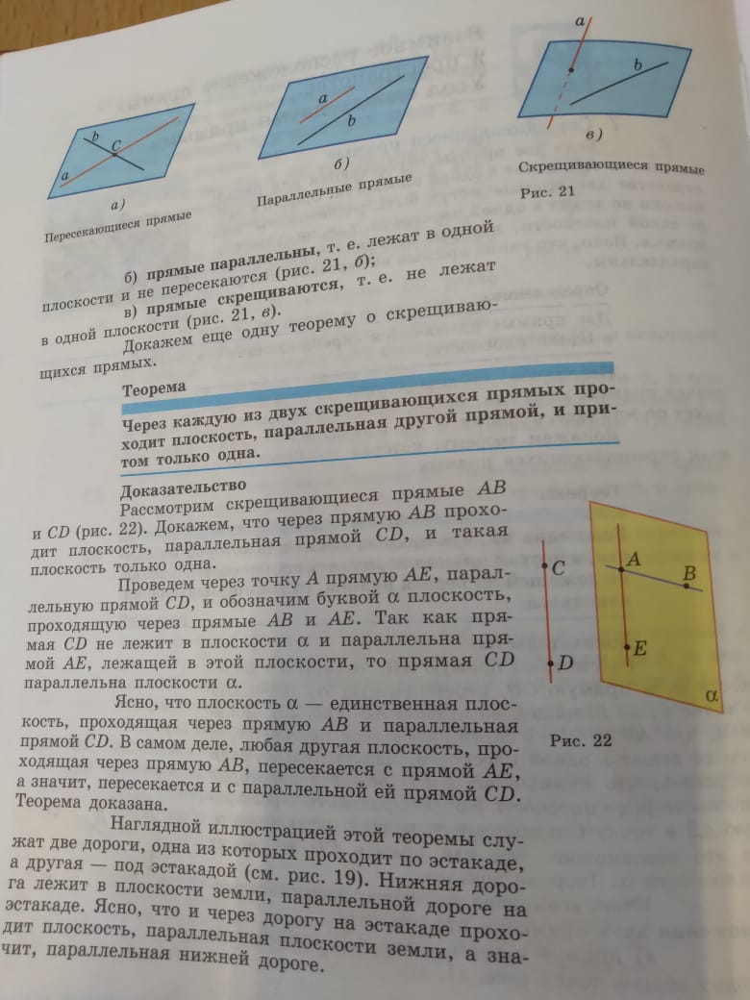 a
b
C
а)
Пересекающиеся прямые
a
b
б)
Параллельные прямые
a
b
в)
Скрещивающиеся прямые
Рис. 21
б) прямые параллельны, т. е. лежат в одной
плоскости и не пересекаются (рис. 21, б);
в) прямые скрещиваются, т. е. не лежат
в одной плоскости (рис. 21, в).
Докажем еще одну теорему о скрещиваю-
щихся прямых.
Теорема
Через каждую из двух скрещивающихся прямых про-
ходит плоскость, параллельная другой прямой, и при-
том только одна.
Доказательство
Рассмотрим скрещивающиеся прямые AB
и CD (рис. 22). Докажем, что через прямую AB прохо-
дит плоскость, параллельная прямой CD, и такая
плоскость только одна.
Проведем через точку A прямую AE, парал-
лельную прямой CD, и обозначим буквой α плоскость,
проходящую через прямые AB и AE. Так как пря-
мая CD не лежит в плоскости α и параллельна пря-
мой AE, лежащей в этой плоскости, то прямая CD
параллельна плоскости α.
Ясно, что плоскость α — единственная плос-
кость, проходящая через прямую AB и параллельная
прямой CD. В самом деле, любая другая плоскость, про-
ходящая через прямую AB, пересекается с прямой AE,
а значит, пересекается и с параллельной ей прямой CD.
Теорема доказана.
Наглядной иллюстрацией этой теоремы слу-
жат две дороги, одна из которых проходит по эстакаде,
а другая — под эстакадой (см. рис. 19). Нижняя доро-
га лежит в плоскости земли, параллельной дороге на
эстакаде. Ясно, что и через дорогу на эстакаде прохо-
дит плоскость, параллельная плоскости земли, а зна-
чит, параллельная нижней дороге.
C
D
A
B
E
α
Рис. 22